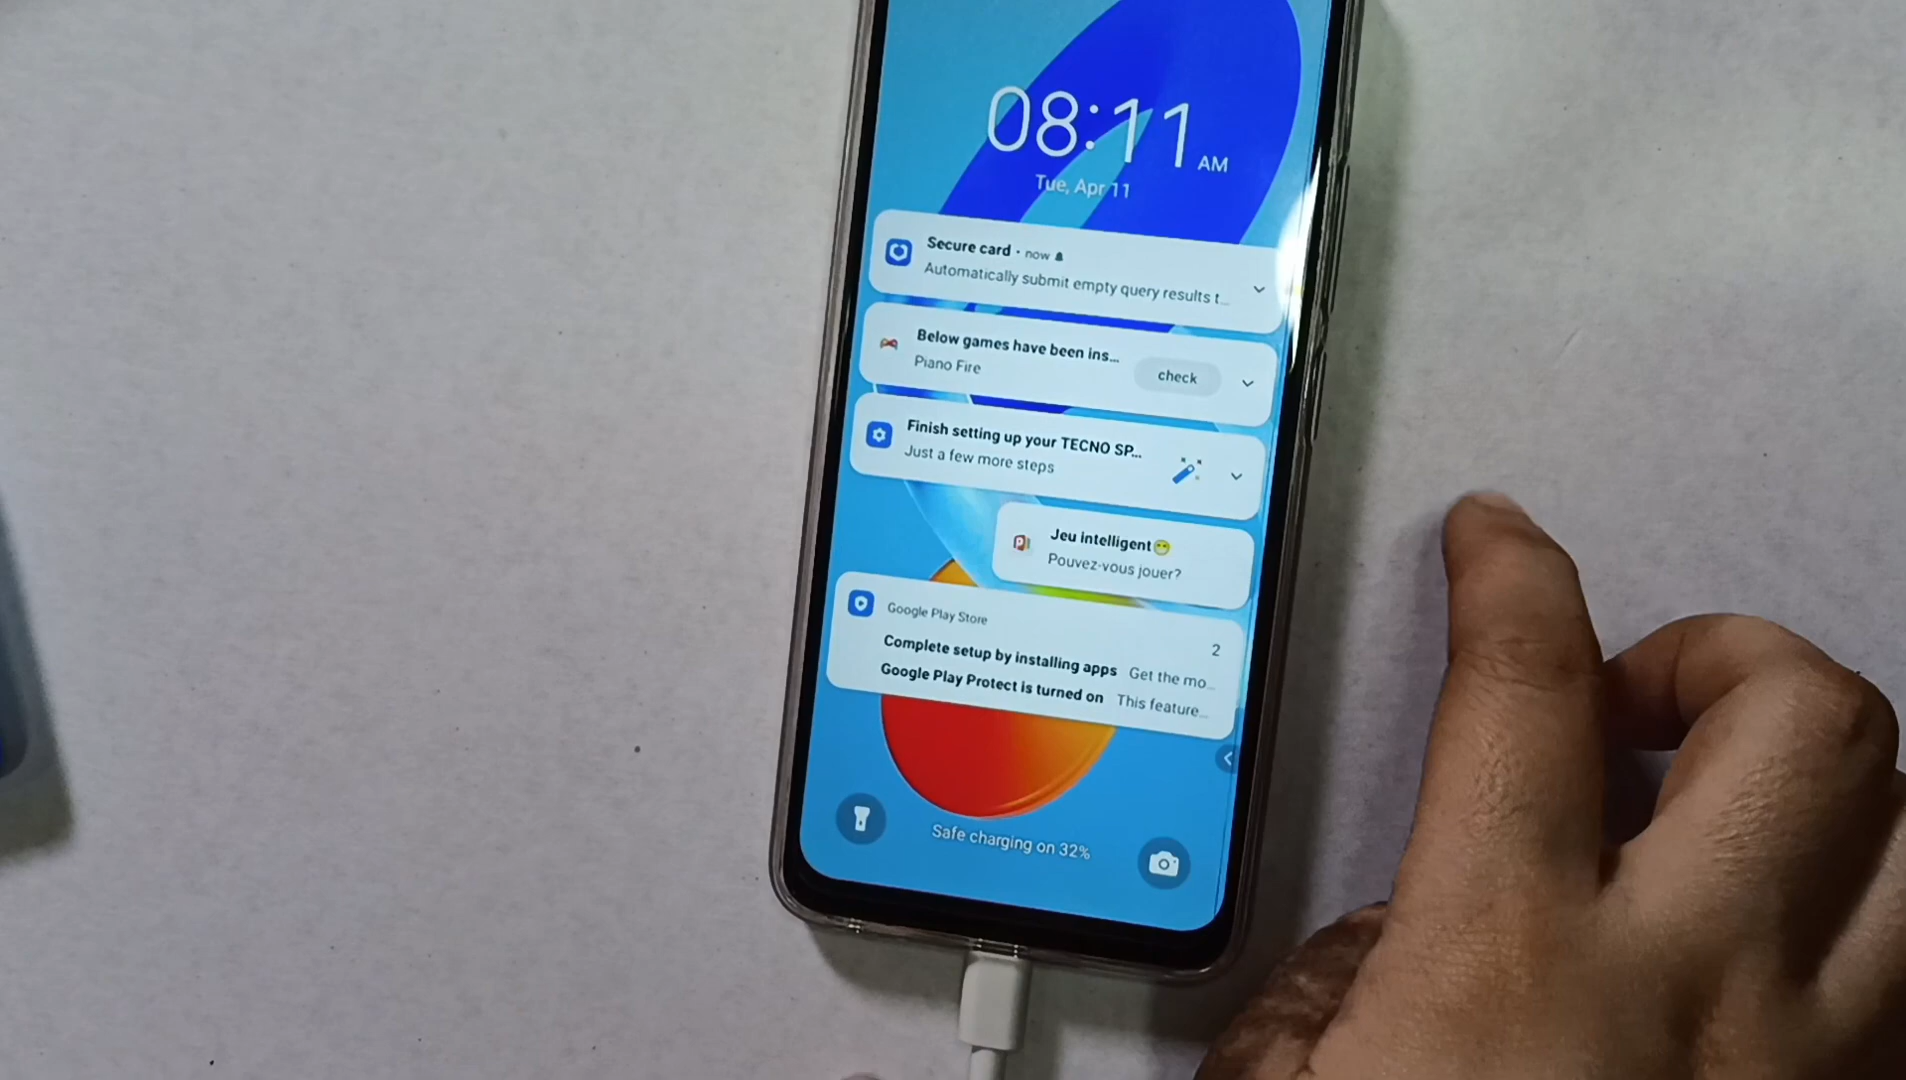 08:11 AM
Tue, Apr 11
Secure card · now
Automatically submit empty query results t...
Below games have been ins...
Piano Fire
check
Finish setting up your TECNO SP...
Just a few more steps
Jeu intelligent😁
Pouvez-vous jouer?
Google Play Store
2
Complete setup by installing apps Get the mo...
Google Play Protect is turned on This feature...
Safe charging on 32%